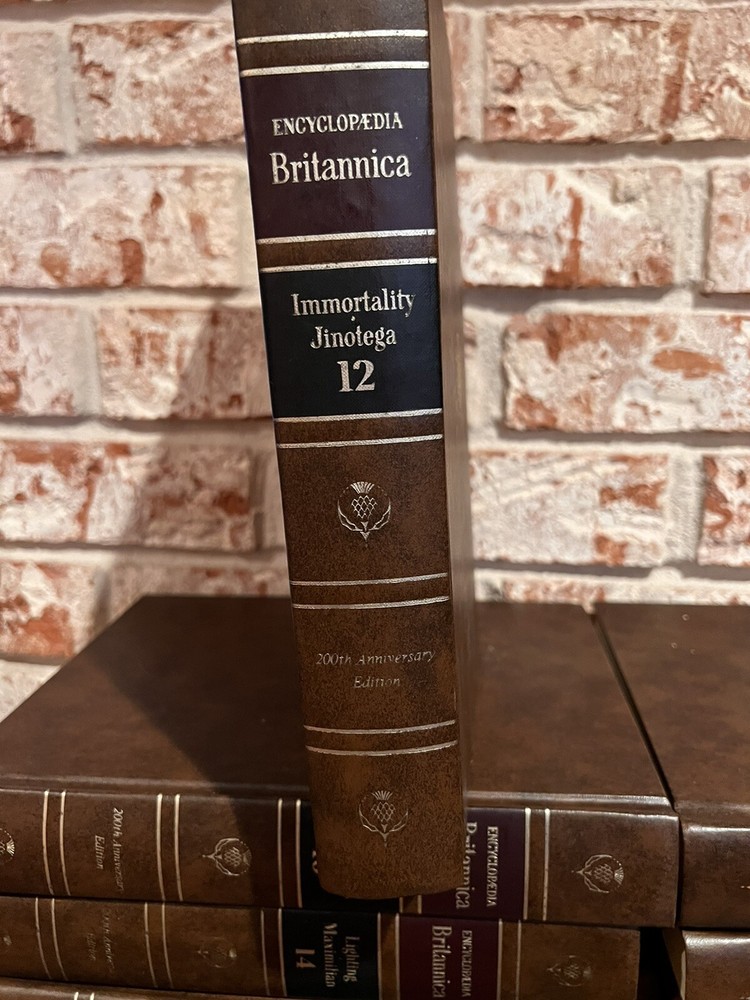 ENCYCLOPÆDIA
Britannica
Immortality
Jinotega
12
200th Anniversary
Edition
200th Anniversary
Edition
ENCYCLOPÆDIA
Britannica
Lighting
Maximilian
14
ENCYCLOPÆDIA
Britannica